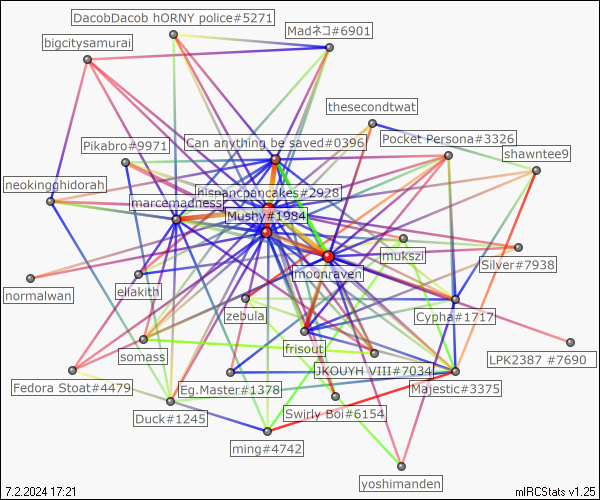 DacobDacob hORNY police#5271
Madネコ#6901
bigcitysamurai
thesecondtwat
Pikabro#9971
Can anything be saved#0396
Pocket Persona#3326
shawntee9
neokingghidorah
hispancpancakes#2928
marcemadness
Mushy#1984
mukszi
moonraven
Silver#7938
eliakith
normalwan
zebula
Cypha#1717
frisout
somass
LPK2387 #7690
JKOUYH VIII#7034
Fedora Stoat#4479
Eg.Master#1378
Majestic#3375
Duck#1245
Swirly Boi#6154
ming#4742
yoshimanden
7.2.2024 17:21
mIRCStats v1.25